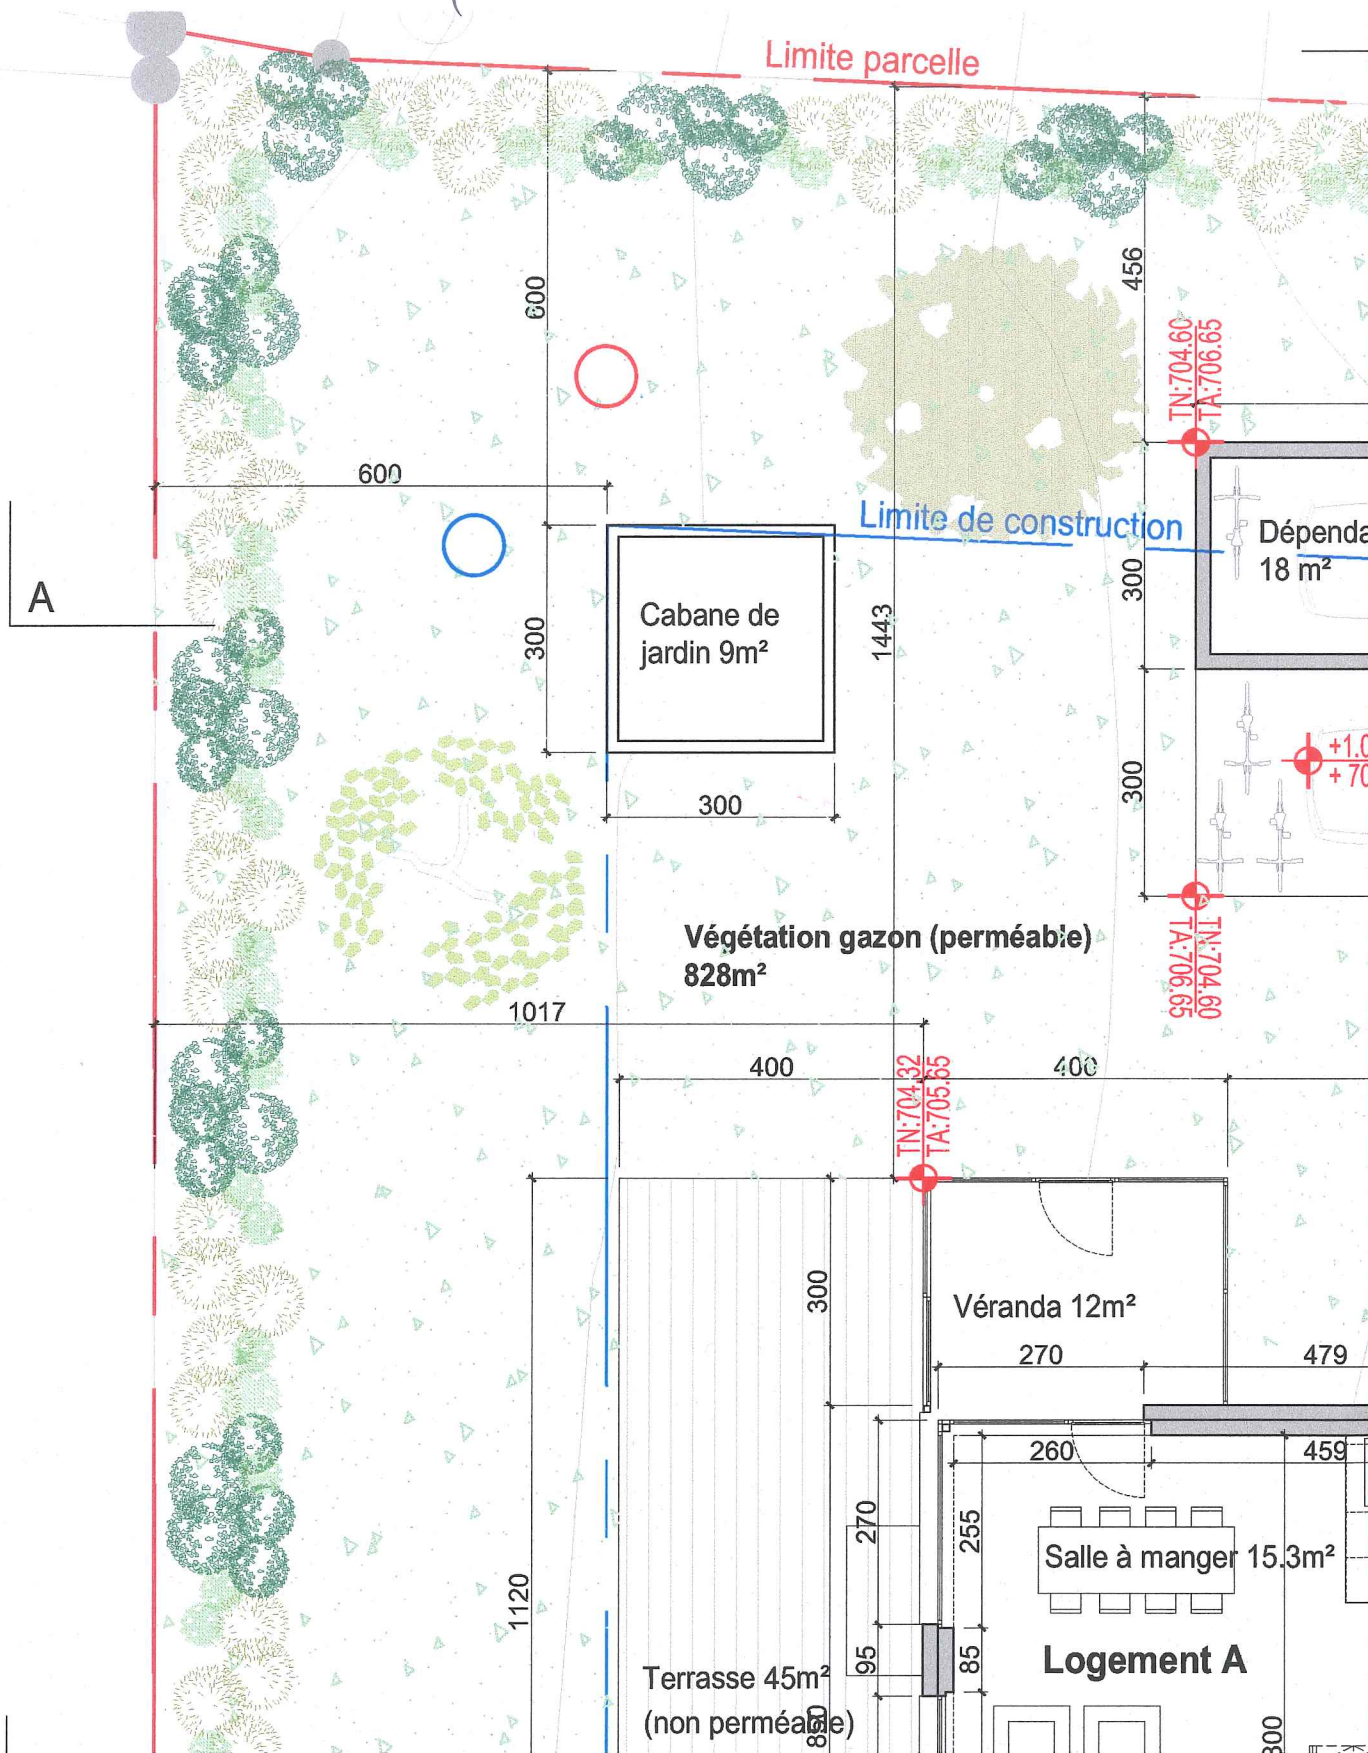 Limite parcelle
456
600
TN:704.60
TA:706.65
600
Limite de construction
18 m²
A
Cabane de
jardin 9m²
300
300
1443
300
300
300
Végétation gazon (perméable)
828m²
TA:706.65
TN:704.60
1017
400
400
TN:704.32
TA:705.65
300
Véranda 12m²
270
479
260
459
270
255
Salle à manger 15.3m²
1120
95
85
Logement A
Terrasse 45m²
(non perméable)